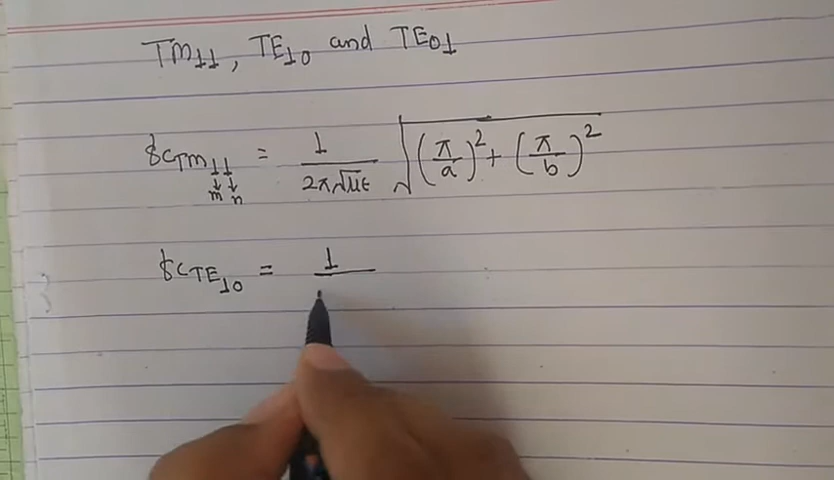 TM11, TE10 and TE01
fcTM11 = 1/(2π√με) √((π/a)² + (π/b)²)
↓ ↓
m n
fcTE10 = 1/